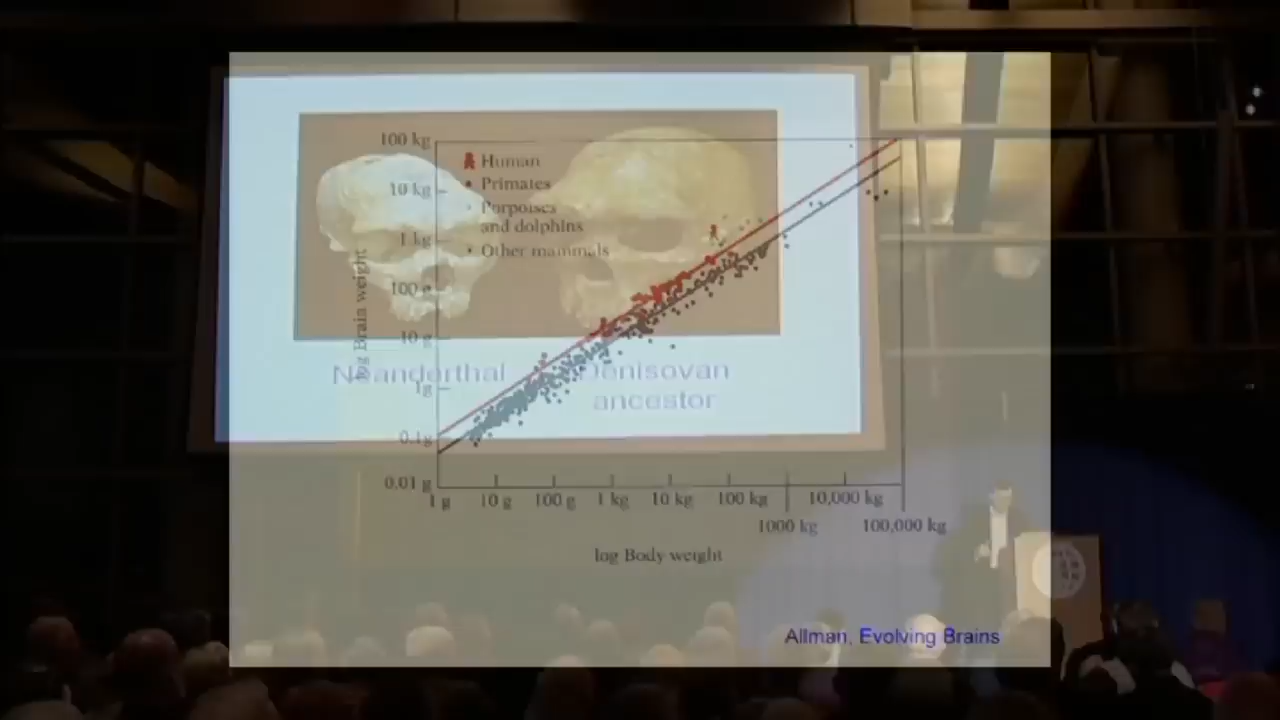 100 kg
10 kg
1 kg
100 g
10 g
1g
0.1g
0.01 g
log Brain weight
Human
Primates
Porpoises
and dolphins
Other mammals
Neanderthal
Denisovan
ancestor
1 g
10 g
100 g
1 kg
10 kg
100 kg
10,000 kg
1000 kg
100,000 kg
log Body weight
Allman, Evolving Brains